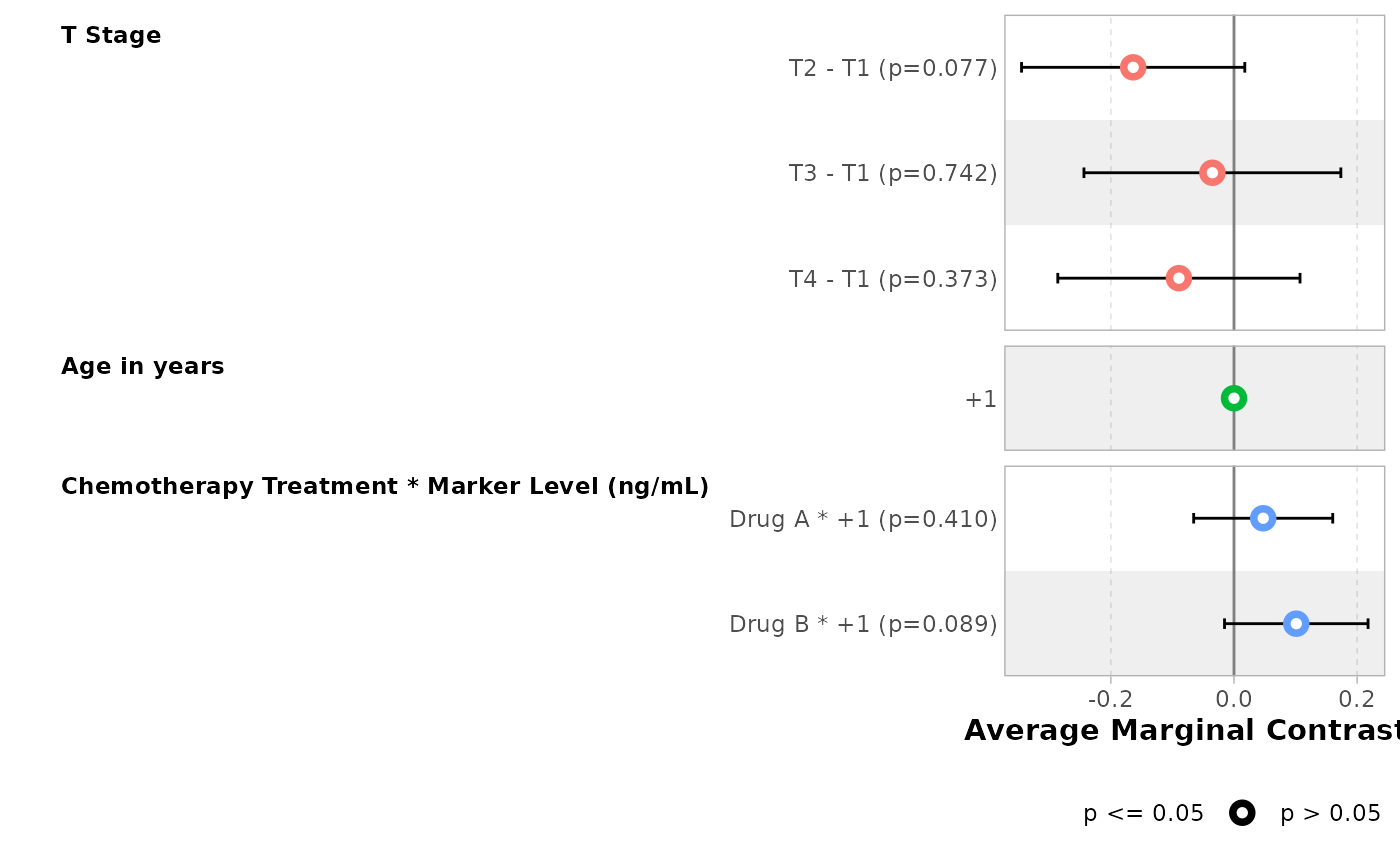 T Stage
T2 - T1 (p=0.077)
T3 - T1 (p=0.742)
T4 - T1 (p=0.373)
Age in years
+1
Chemotherapy Treatment * Marker Level (ng/mL)
Drug A * +1 (p=0.410)
Drug B * +1 (p=0.089)
-0.2 0.0 0.2
Average Marginal Contrast
p <= 0.05 p > 0.05